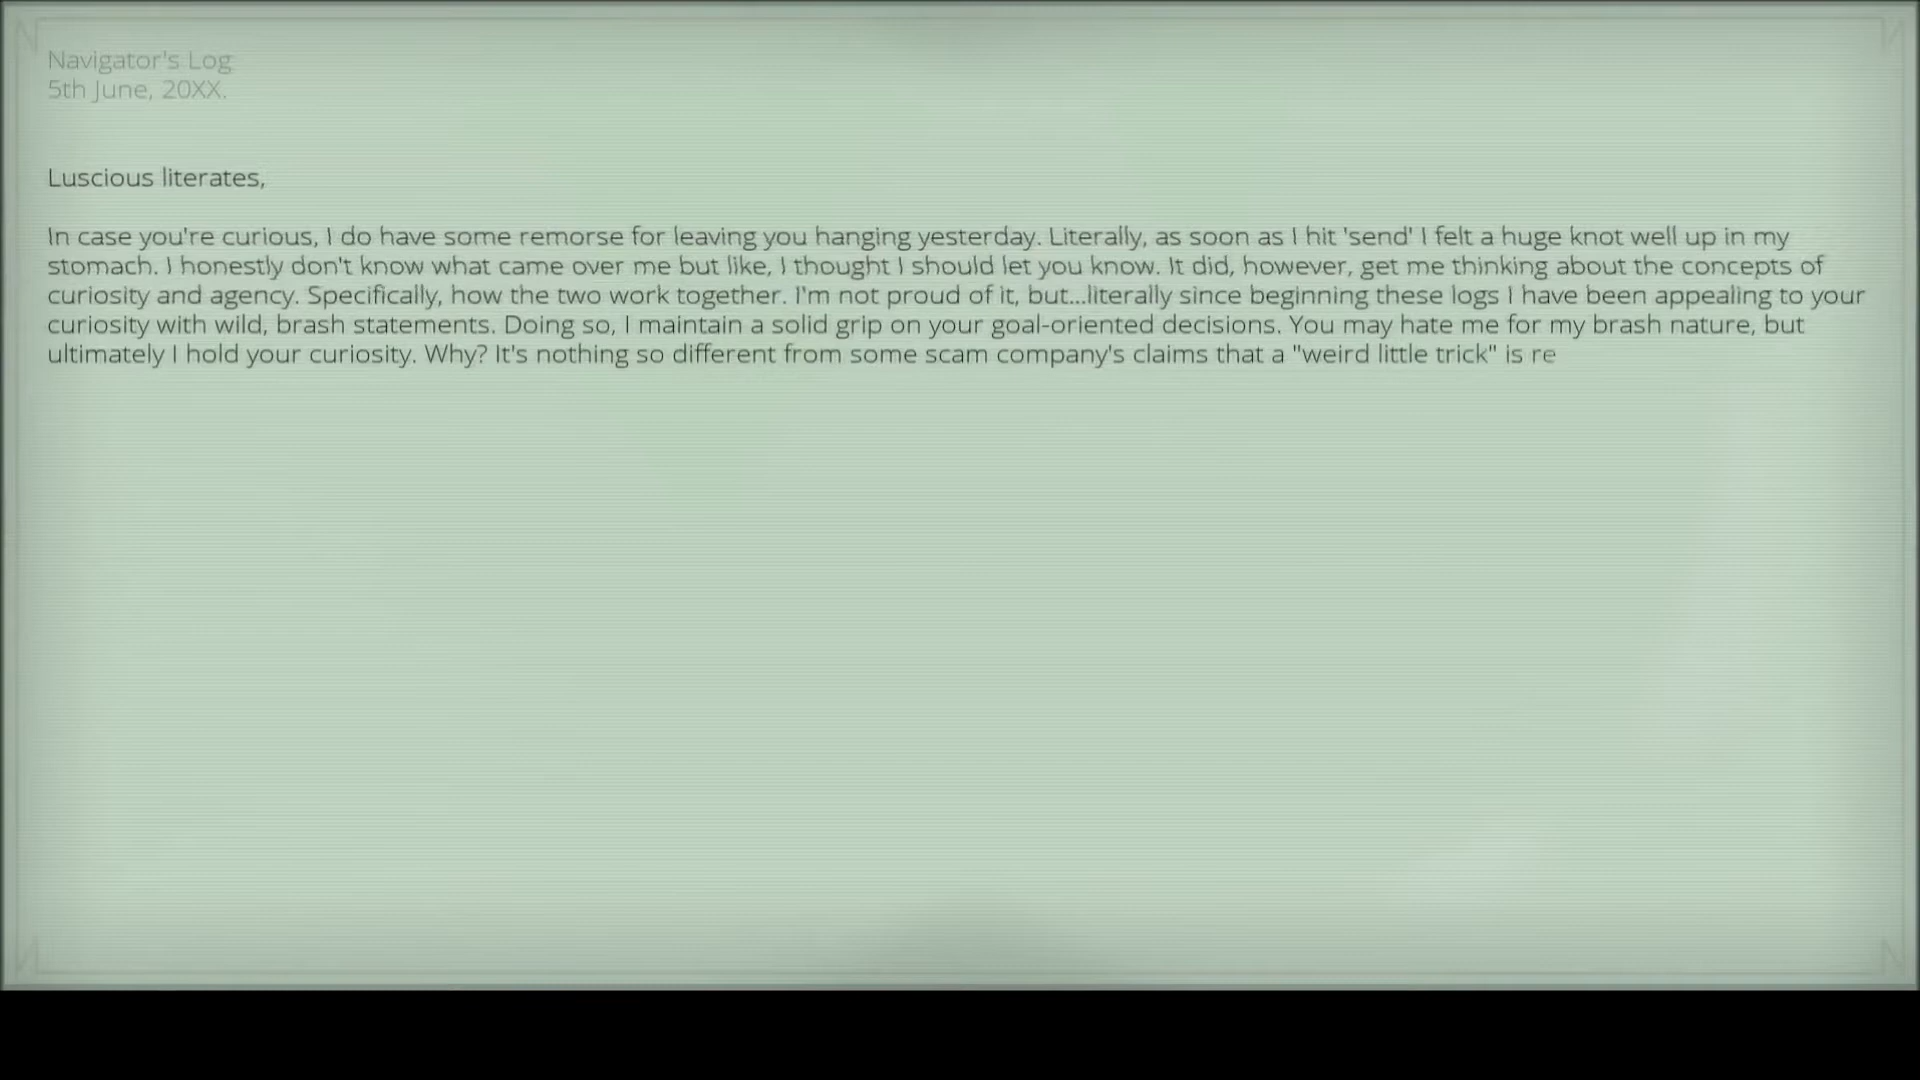 Navigator's Log
5th June, 20XX.
Luscious literates,
In case you're curious, I do have some remorse for leaving you hanging yesterday. Literally, as soon as I hit 'send' I felt a huge knot well up in my
stomach. I honestly don't know what came over me but like, I thought I should let you know. It did, however, get me thinking about the concepts of
curiosity and agency. Specifically, how the two work together. I'm not proud of it, but...literally since beginning these logs I have been appealing to your
curiosity with wild, brash statements. Doing so, I maintain a solid grip on your goal-oriented decisions. You may hate me for my brash nature, but
ultimately I hold your curiosity. Why? It's nothing so different from some scam company's claims that a "weird little trick" is re